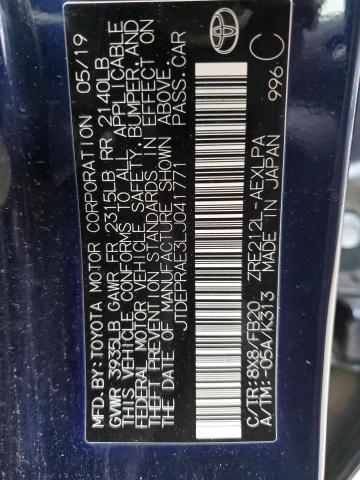 MFD.BY:TOYOTA MOTOR CORPORATION 05/19
GVWR 3935LB GAWR FR 2315LB RR 2140LB
THIS VEHICLE CONFORMS TO ALL APPLICABLE
FEDERAL MOTOR VEHICLE SAFETY, BUMPER, AND
THEFT PREVENTION STANDARDS IN EFFECT ON
THE DATE OF MANUFACTURE SHOWN ABOVE.
JTDEPRAE3LJ041771 PASS.CAR
C/TR:8X8/FB20 ZRE212L-AEXLPA
A/TM:-05A/K313 MADE IN JAPAN
996 C